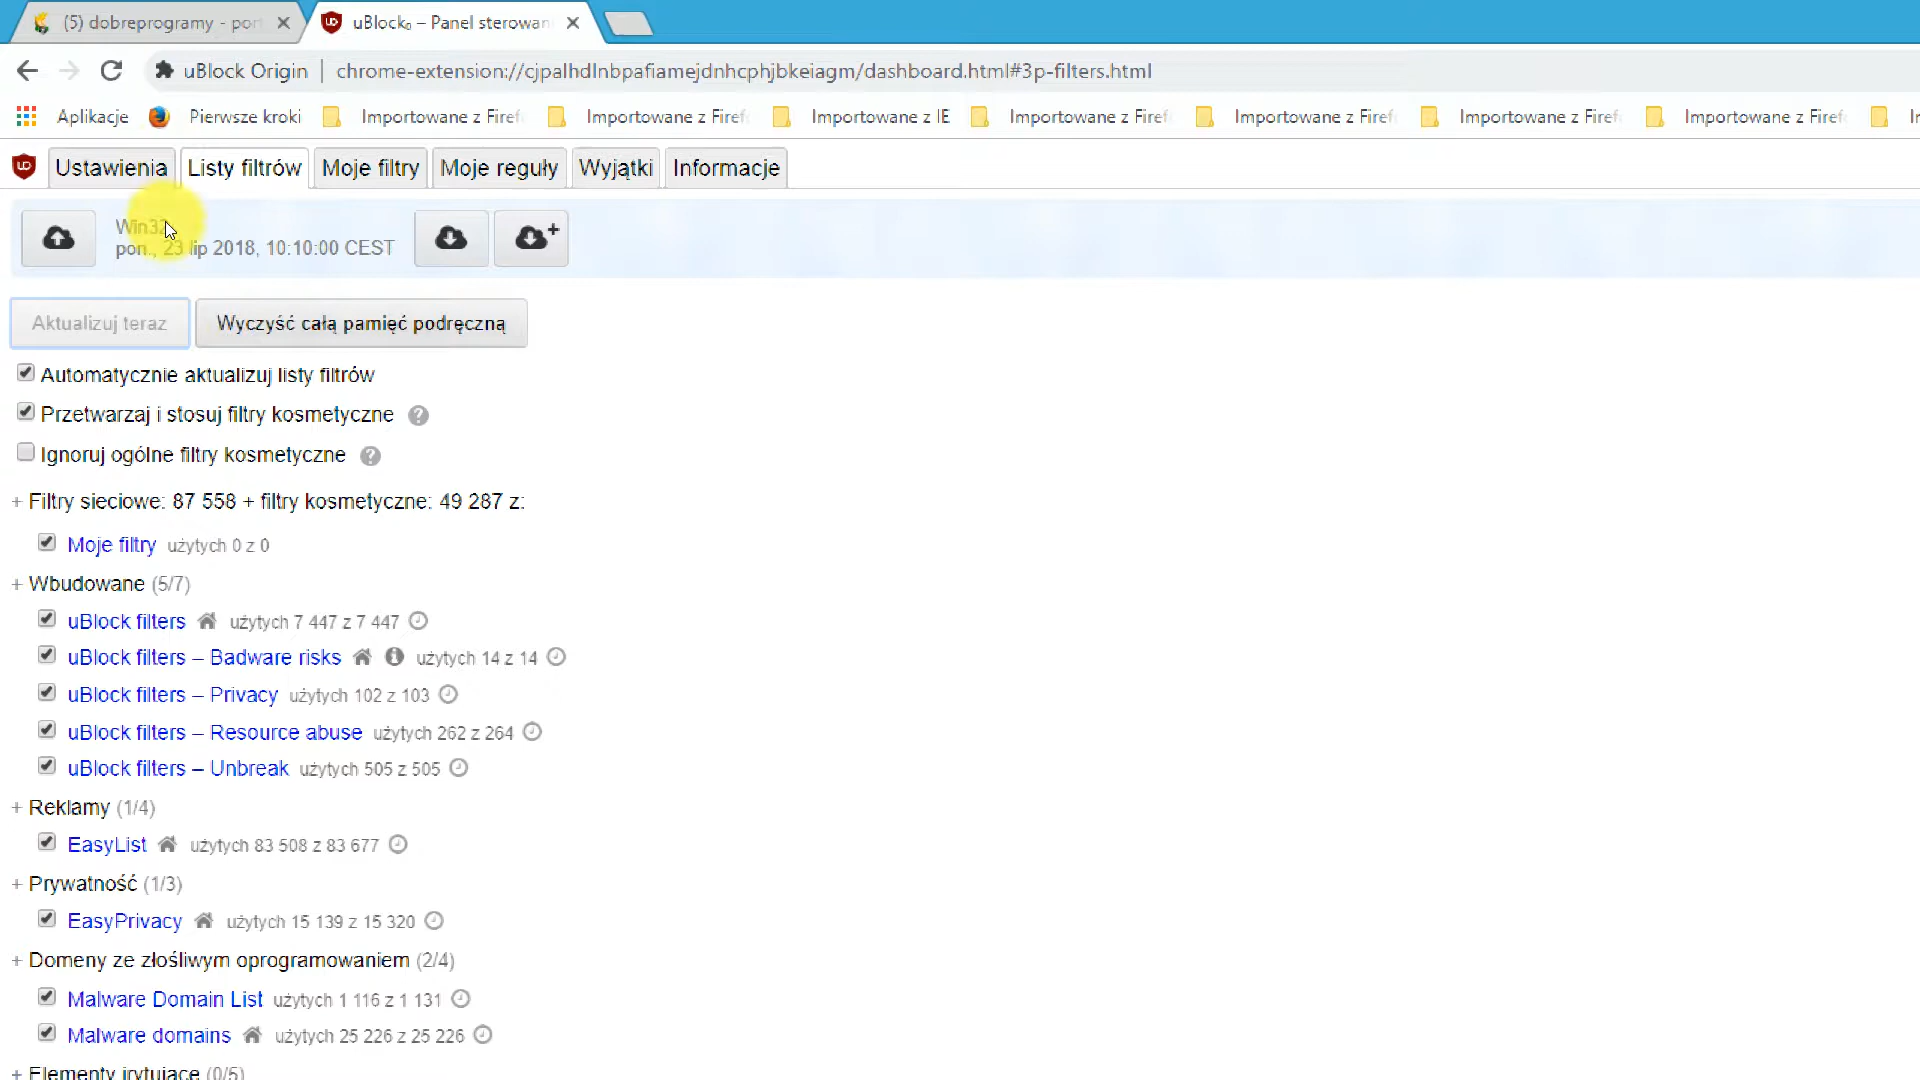 (5) dobreprogramy - por
uBlock₀ – Panel sterowan
uBlock Origin | chrome-extension://cjpalhdlnbpafiamejdnhcphjbkeiagm/dashboard.html#3p-filters.html
Aplikacje Pierwsze kroki Importowane z Firef Importowane z Firef Importowane z IE Importowane z Firef Importowane z Firef Importowane z Firef Importowane z Firef
Ustawienia Listy filtrów Moje filtry Moje reguły Wyjątki Informacje
Win32
pon., 23 lip 2018, 10:10:00 CEST
Aktualizuj teraz Wyczyść całą pamięć podręczną
Automatycznie aktualizuj listy filtrów
Przetwarzaj i stosuj filtry kosmetyczne
Ignoruj ogólne filtry kosmetyczne
+ Filtry sieciowe: 87 558 + filtry kosmetyczne: 49 287 z:
Moje filtry użytych 0 z 0
+ Wbudowane (5/7)
uBlock filters użytych 7 447 z 7 447
uBlock filters – Badware risks użytych 14 z 14
uBlock filters – Privacy użytych 102 z 103
uBlock filters – Resource abuse użytych 262 z 264
uBlock filters – Unbreak użytych 505 z 505
+ Reklamy (1/4)
EasyList użytych 83 508 z 83 677
+ Prywatność (1/3)
EasyPrivacy użytych 15 139 z 15 320
+ Domeny ze złośliwym oprogramowaniem (2/4)
Malware Domain List użytych 1 116 z 1 131
Malware domains użytych 25 226 z 25 226
+ Elementy irytujące (0/5)